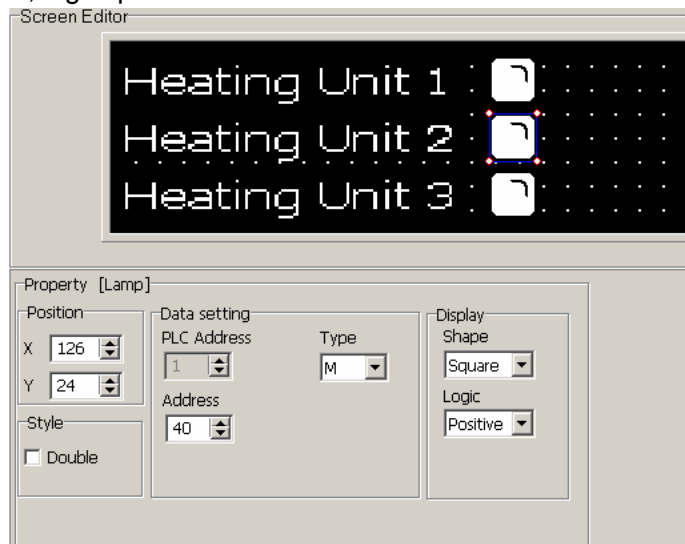 Screen Editor
Heating Unit 1
Heating Unit 2
Heating Unit 3
Property [Lamp]
Position
X 126
Y 24
Style
Double
Data setting
PLC Address
1
Type
M
Address
40
Display
Shape
Square
Logic
Positive